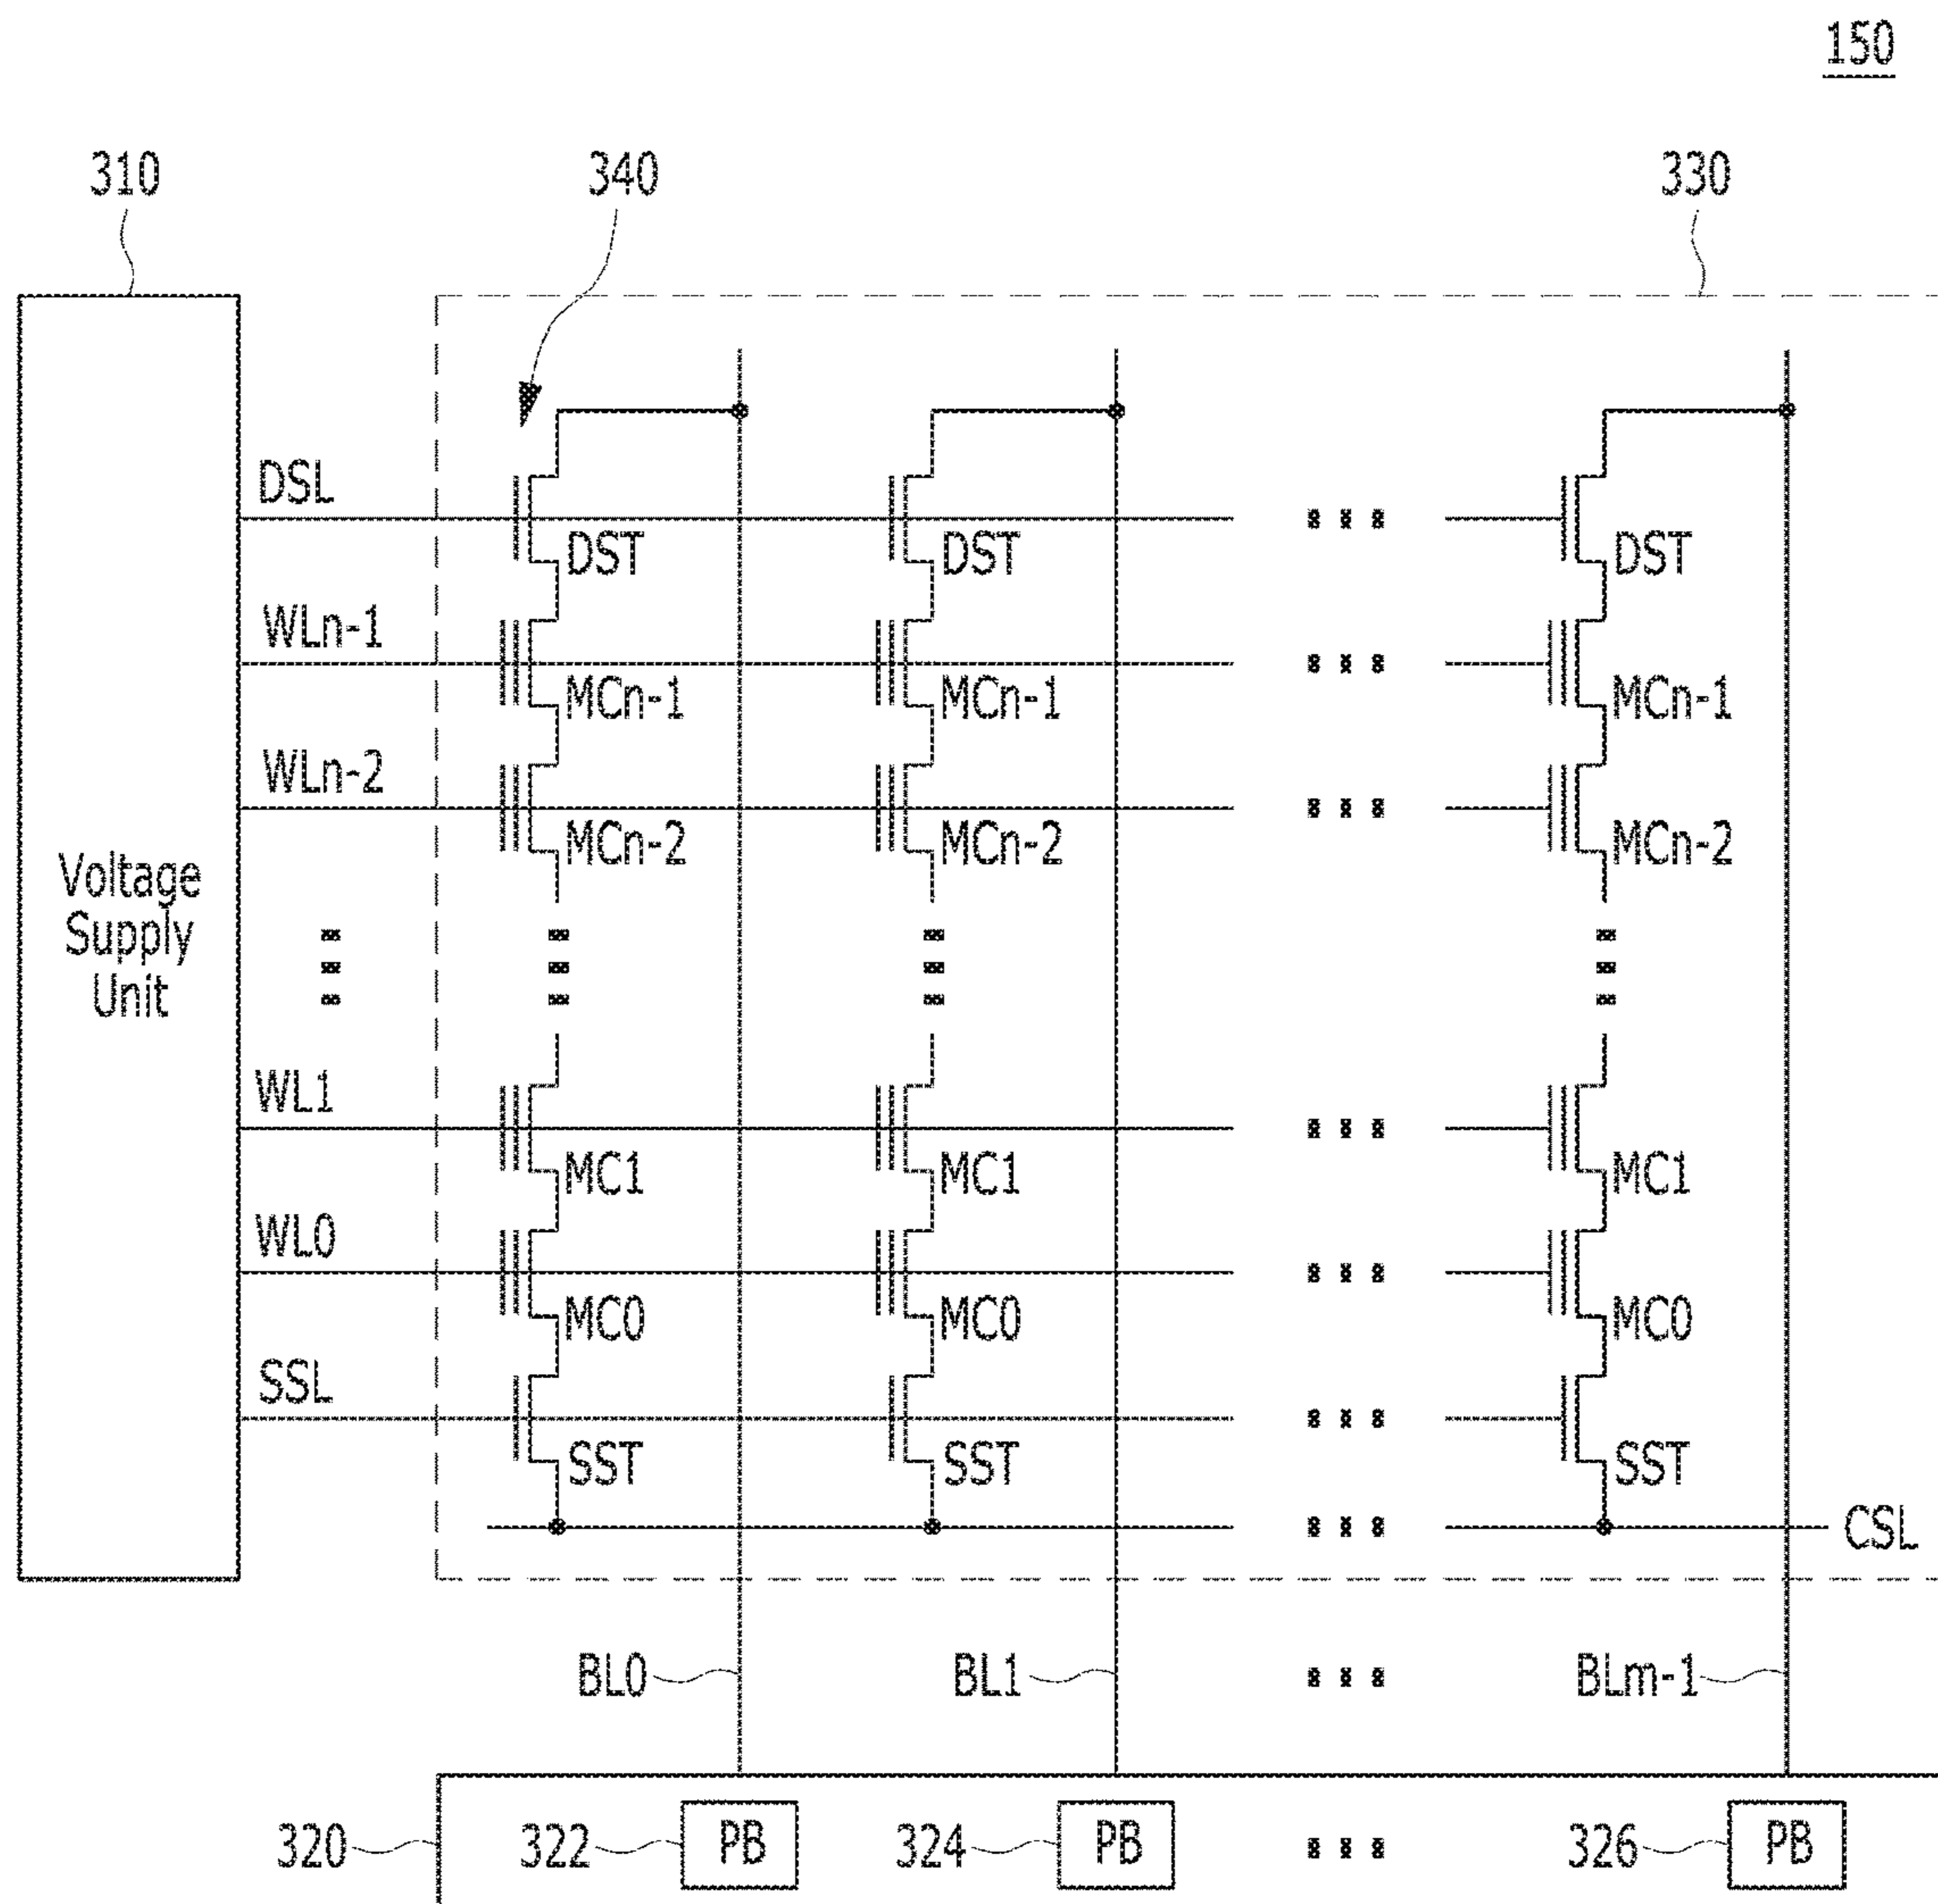 150
310
340
330
DSL
DST DST DST
WLn-1
MCn-1 MCn-1 MCn-1
WLn-2
MCn-2 MCn-2 MCn-2
Voltage
Supply
Unit
WL1
MC1 MC1 MC1
WL0
MC0 MC0 MC0
SSL
SST SST SST
CSL
BL0 BL1 BLm-1
320 322 PB 324 PB 326 PB